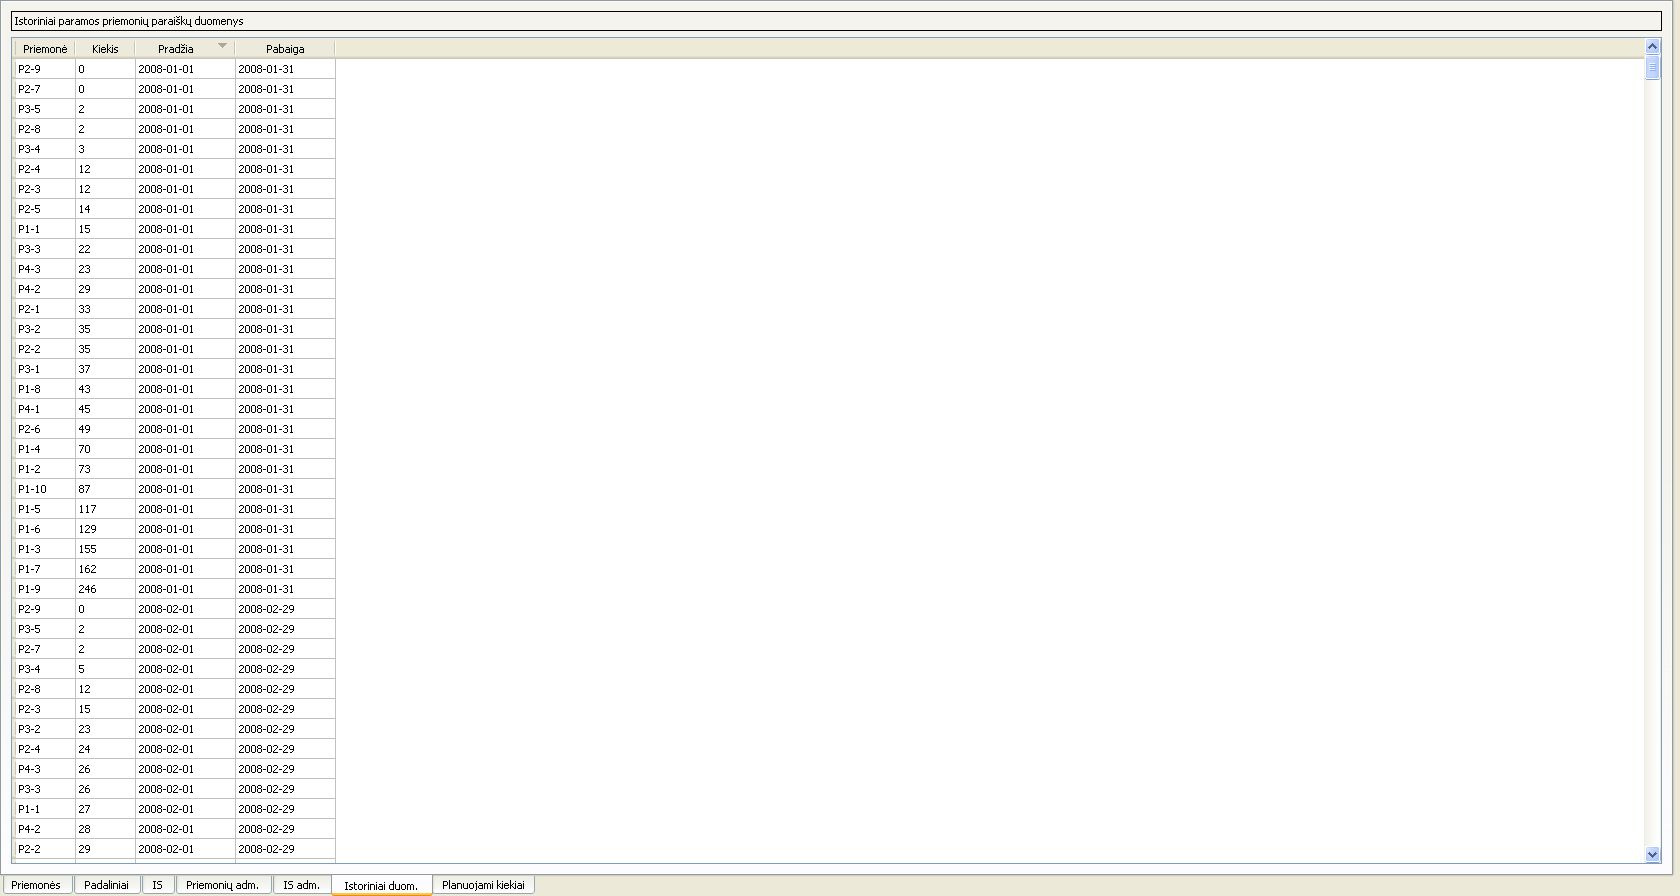 Istoriniai paramos priemonių paraiškų duomenys
Priemonė Kiekis Pradžia Pabaiga
P2-9 0 2008-01-01 2008-01-31
P2-7 0 2008-01-01 2008-01-31
P3-5 2 2008-01-01 2008-01-31
P2-8 2 2008-01-01 2008-01-31
P3-4 3 2008-01-01 2008-01-31
P2-4 12 2008-01-01 2008-01-31
P2-3 12 2008-01-01 2008-01-31
P2-5 14 2008-01-01 2008-01-31
P1-1 15 2008-01-01 2008-01-31
P3-3 22 2008-01-01 2008-01-31
P4-3 23 2008-01-01 2008-01-31
P4-2 29 2008-01-01 2008-01-31
P2-1 33 2008-01-01 2008-01-31
P3-2 35 2008-01-01 2008-01-31
P2-2 35 2008-01-01 2008-01-31
P3-1 37 2008-01-01 2008-01-31
P1-8 43 2008-01-01 2008-01-31
P4-1 45 2008-01-01 2008-01-31
P2-6 49 2008-01-01 2008-01-31
P1-4 70 2008-01-01 2008-01-31
P1-2 73 2008-01-01 2008-01-31
P1-10 87 2008-01-01 2008-01-31
P1-5 117 2008-01-01 2008-01-31
P1-6 129 2008-01-01 2008-01-31
P1-3 155 2008-01-01 2008-01-31
P1-7 162 2008-01-01 2008-01-31
P1-9 246 2008-01-01 2008-01-31
P2-9 0 2008-02-01 2008-02-29
P3-5 2 2008-02-01 2008-02-29
P2-7 2 2008-02-01 2008-02-29
P3-4 5 2008-02-01 2008-02-29
P2-8 12 2008-02-01 2008-02-29
P2-3 15 2008-02-01 2008-02-29
P3-2 23 2008-02-01 2008-02-29
P2-4 24 2008-02-01 2008-02-29
P4-3 26 2008-02-01 2008-02-29
P3-3 26 2008-02-01 2008-02-29
P1-1 27 2008-02-01 2008-02-29
P4-2 28 2008-02-01 2008-02-29
P2-2 29 2008-02-01 2008-02-29
Priemonės Padaliniai IS Priemonių adm. IS adm. Istoriniai duom. Planuojami kiekiai